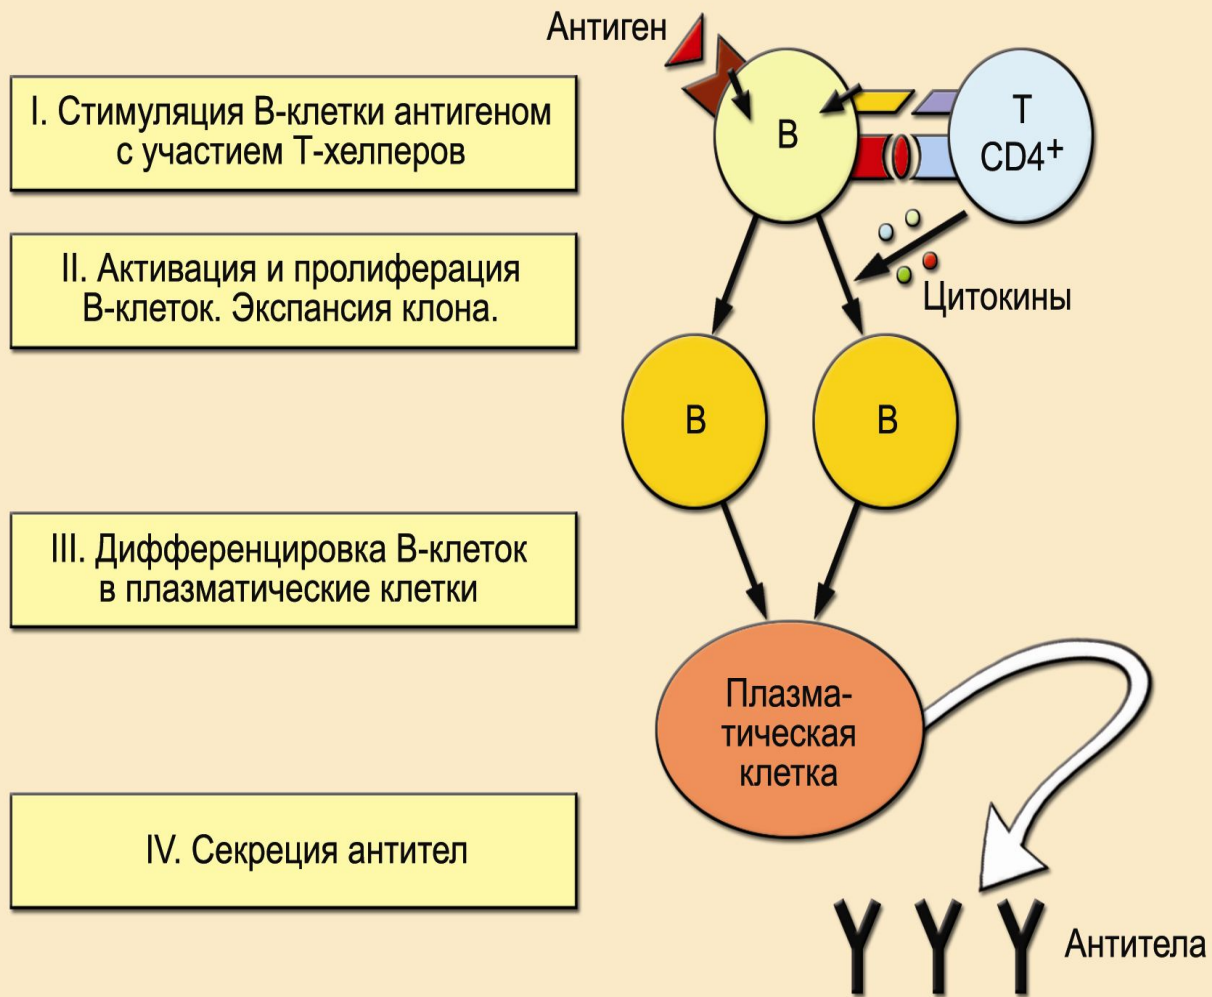 Антиген
I. Стимуляция В-клетки антигеном
с участием Т-хелперов
В
Т
CD4+
II. Активация и пролиферация
В-клеток. Экспансия клона.
Цитокины
В
В
III. Дифференцировка В-клеток
в плазматические клетки
Плазма-
тическая
клетка
IV. Секреция антител
Антитела